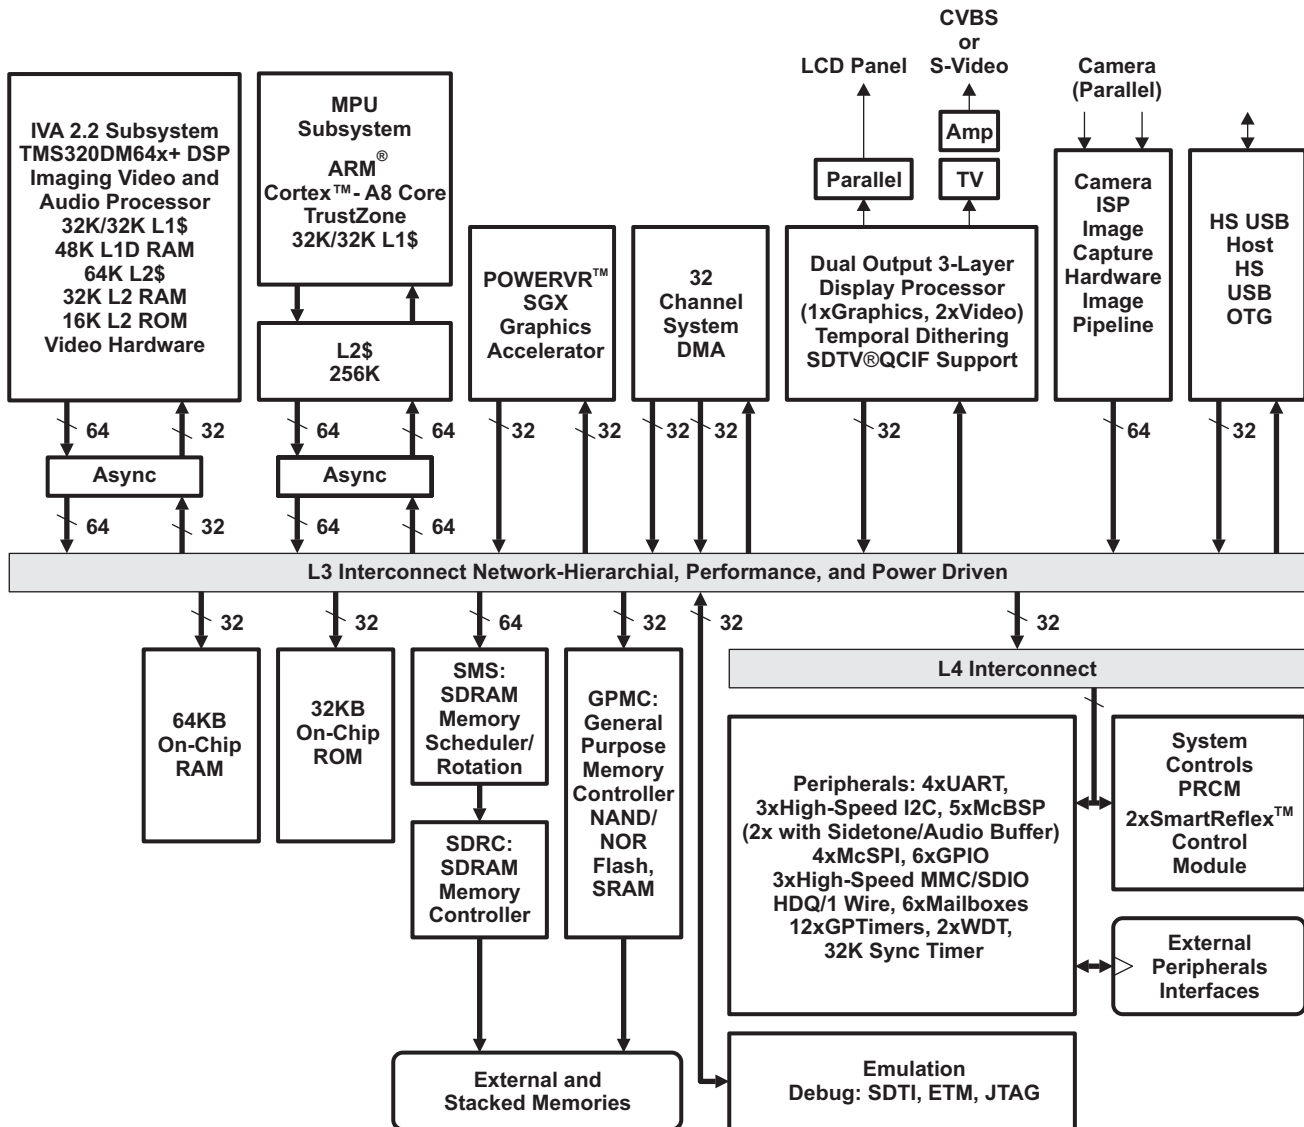 CVBS
or
S-Video
LCD Panel
Camera
(Parallel)
Amp
Parallel
TV
IVA 2.2 Subsystem
TMS320DM64x+ DSP
Imaging Video and
Audio Processor
32K/32K L1$
48K L1D RAM
64K L2$
32K L2 RAM
16K L2 ROM
Video Hardware
MPU
Subsystem
ARM®
Cortex™- A8 Core
TrustZone
32K/32K L1$
L2$
256K
POWERVR™
SGX
Graphics
Accelerator
32
Channel
System
DMA
Dual Output 3-Layer
Display Processor
(1xGraphics, 2xVideo)
Temporal Dithering
SDTV®QCIF Support
Camera
ISP
Image
Capture
Hardware
Image
Pipeline
HS USB
Host
HS
USB
OTG
64
32
64
64
32
32
32
32
32
64
32
Async
Async
64
32
64
64
L3 Interconnect Network-Hierarchial, Performance, and Power Driven
32
32
64
32
32
32
L4 Interconnect
64KB
On-Chip
RAM
32KB
On-Chip
ROM
SMS:
SDRAM
Memory
Scheduler/
Rotation
SDRC:
SDRAM
Memory
Controller
GPMC:
General
Purpose
Memory
Controller
NAND/
NOR
Flash,
SRAM
Peripherals: 4xUART,
3xHigh-Speed I2C, 5xMcBSP
(2x with Sidetone/Audio Buffer)
4xMcSPI, 6xGPIO
3xHigh-Speed MMC/SDIO
HDQ/1 Wire, 6xMailboxes
12xGPTimers, 2xWDT,
32K Sync Timer
System
Controls
PRCM
2xSmartReflex™
Control
Module
External
Peripherals
Interfaces
External and
Stacked Memories
Emulation
Debug: SDTI, ETM, JTAG